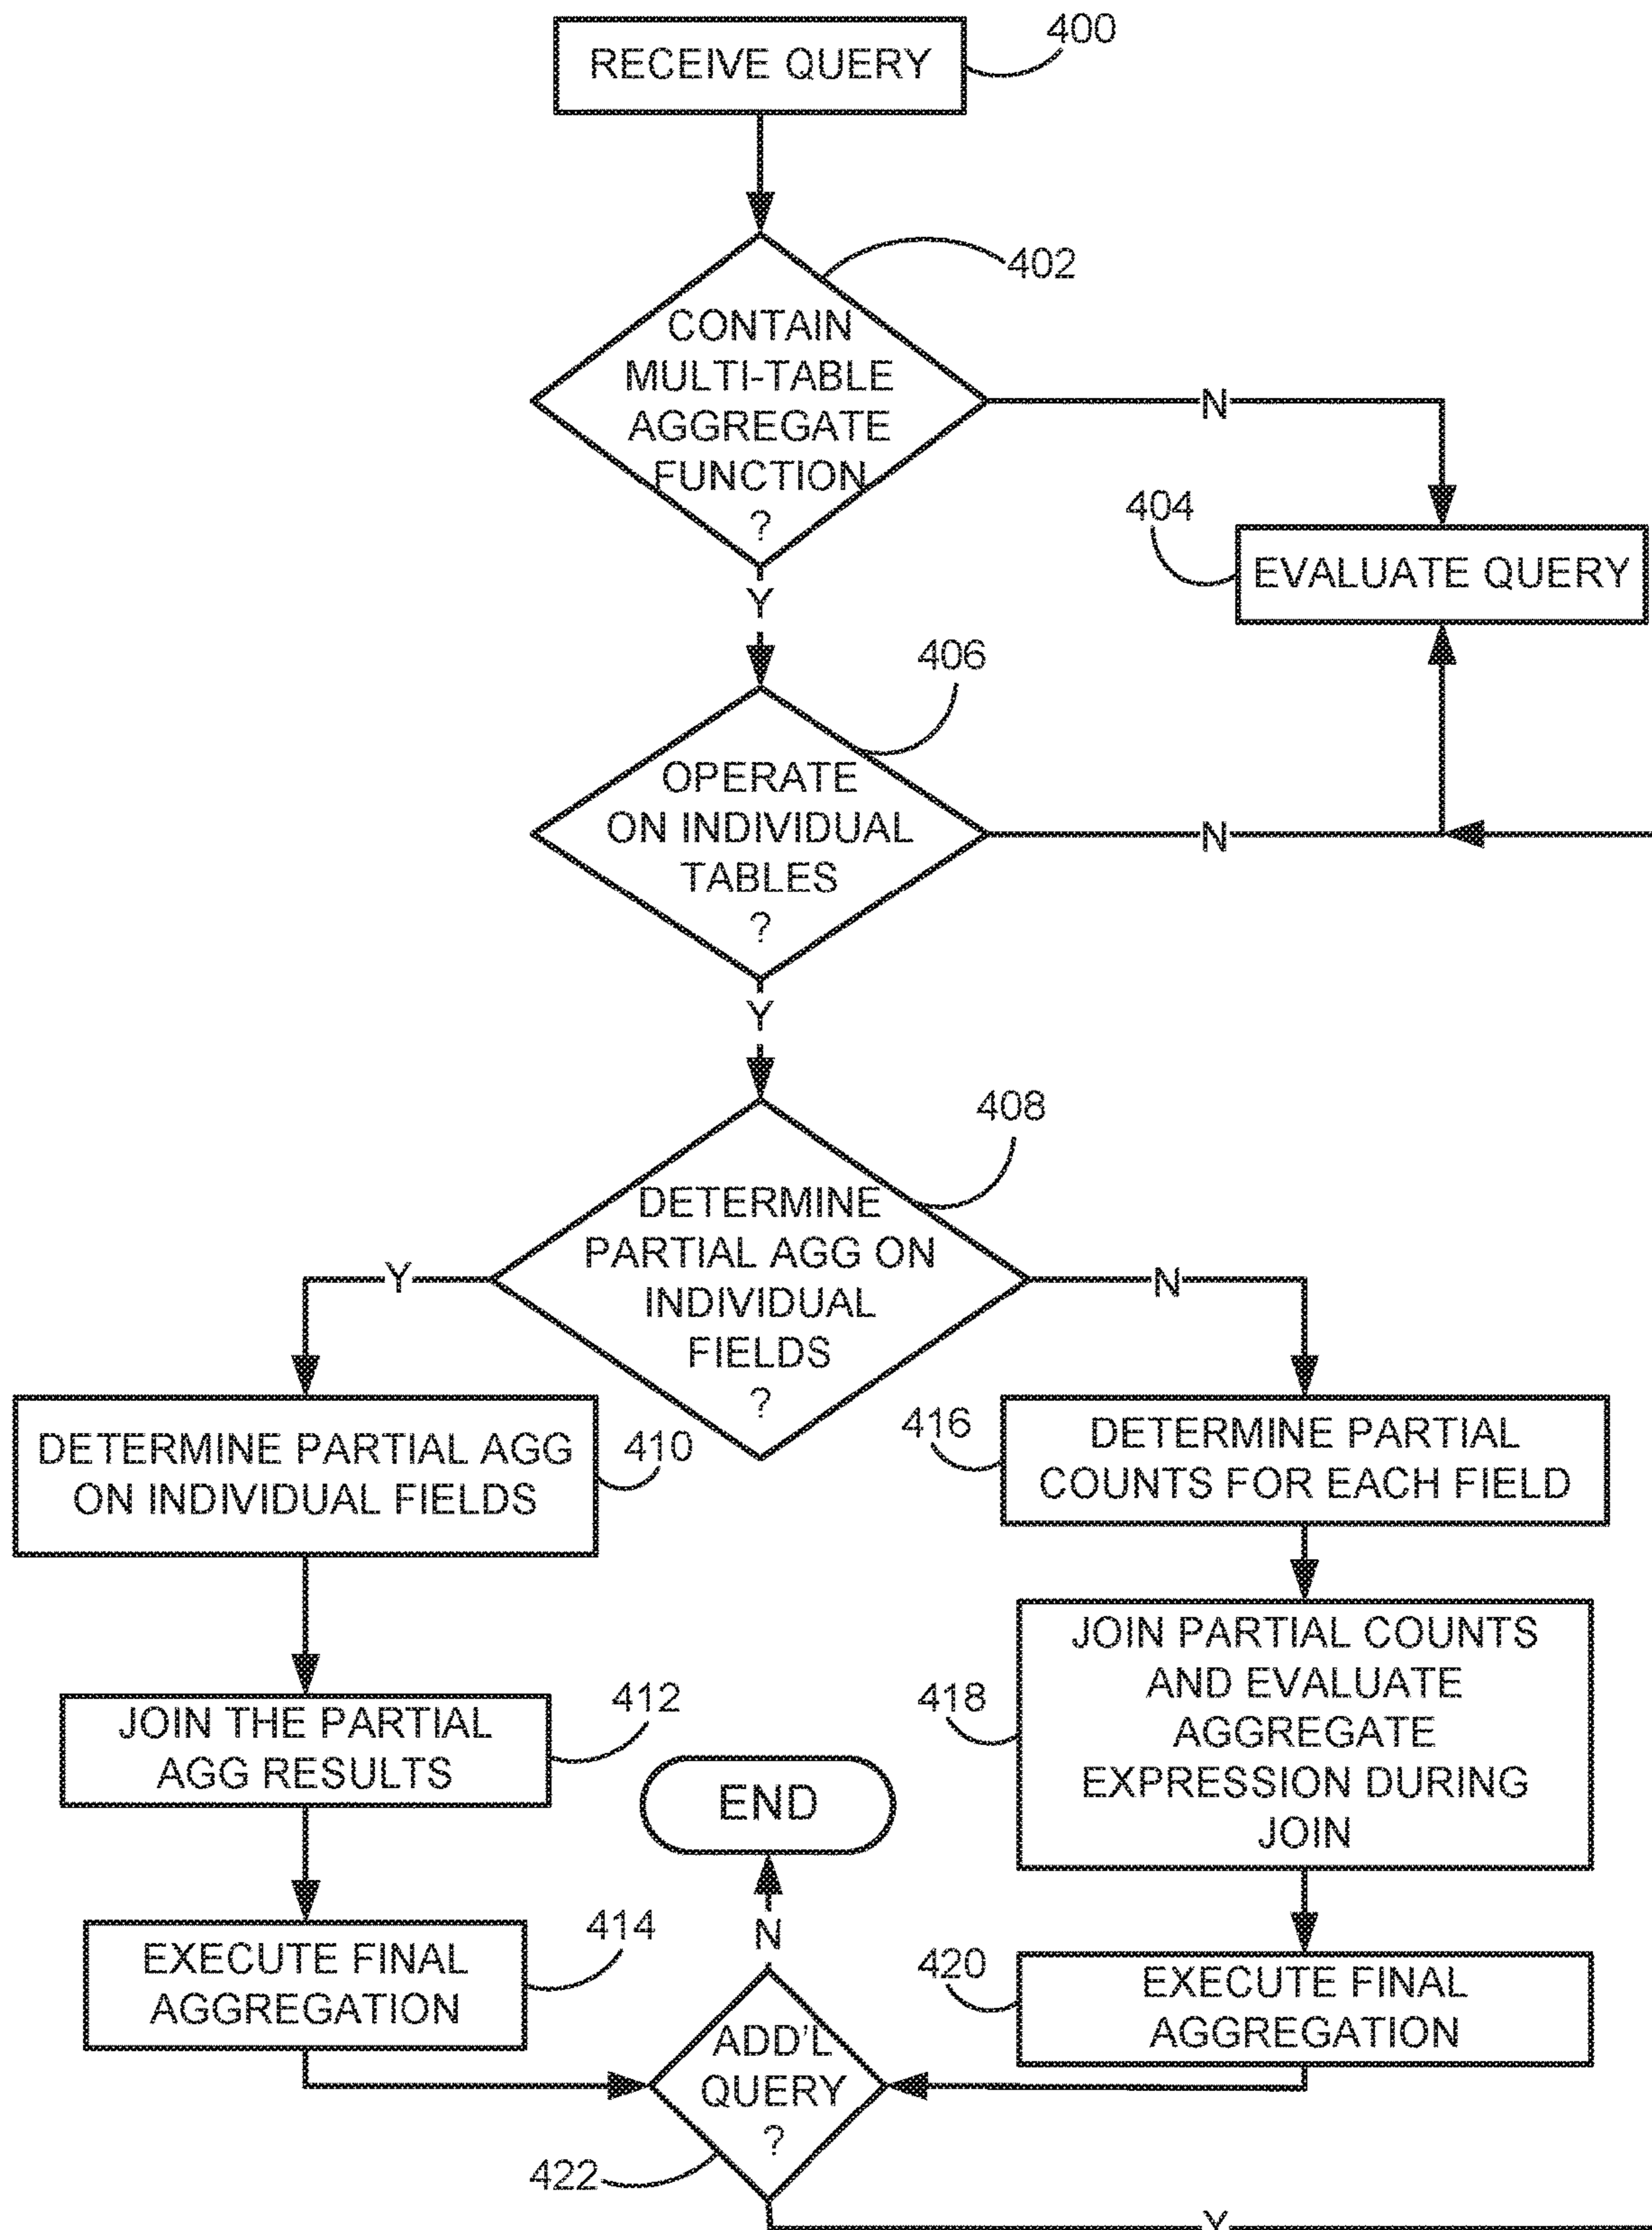 RECEIVE QUERY
400
402
CONTAIN
MULTI-TABLE
AGGREGATE
FUNCTION
?
N
404
EVALUATE QUERY
Y
406
OPERATE
ON INDIVIDUAL
TABLES
?
N
Y
408
DETERMINE
PARTIAL AGG ON
INDIVIDUAL
FIELDS
?
Y
N
DETERMINE PARTIAL AGG
ON INDIVIDUAL FIELDS
410
416
DETERMINE PARTIAL
COUNTS FOR EACH FIELD
JOIN THE PARTIAL
AGG RESULTS
412
418
JOIN PARTIAL COUNTS
AND EVALUATE
AGGREGATE
EXPRESSION DURING
JOIN
END
EXECUTE FINAL
AGGREGATION
414
N
420
EXECUTE FINAL
AGGREGATION
ADD'L
QUERY
?
422
Y